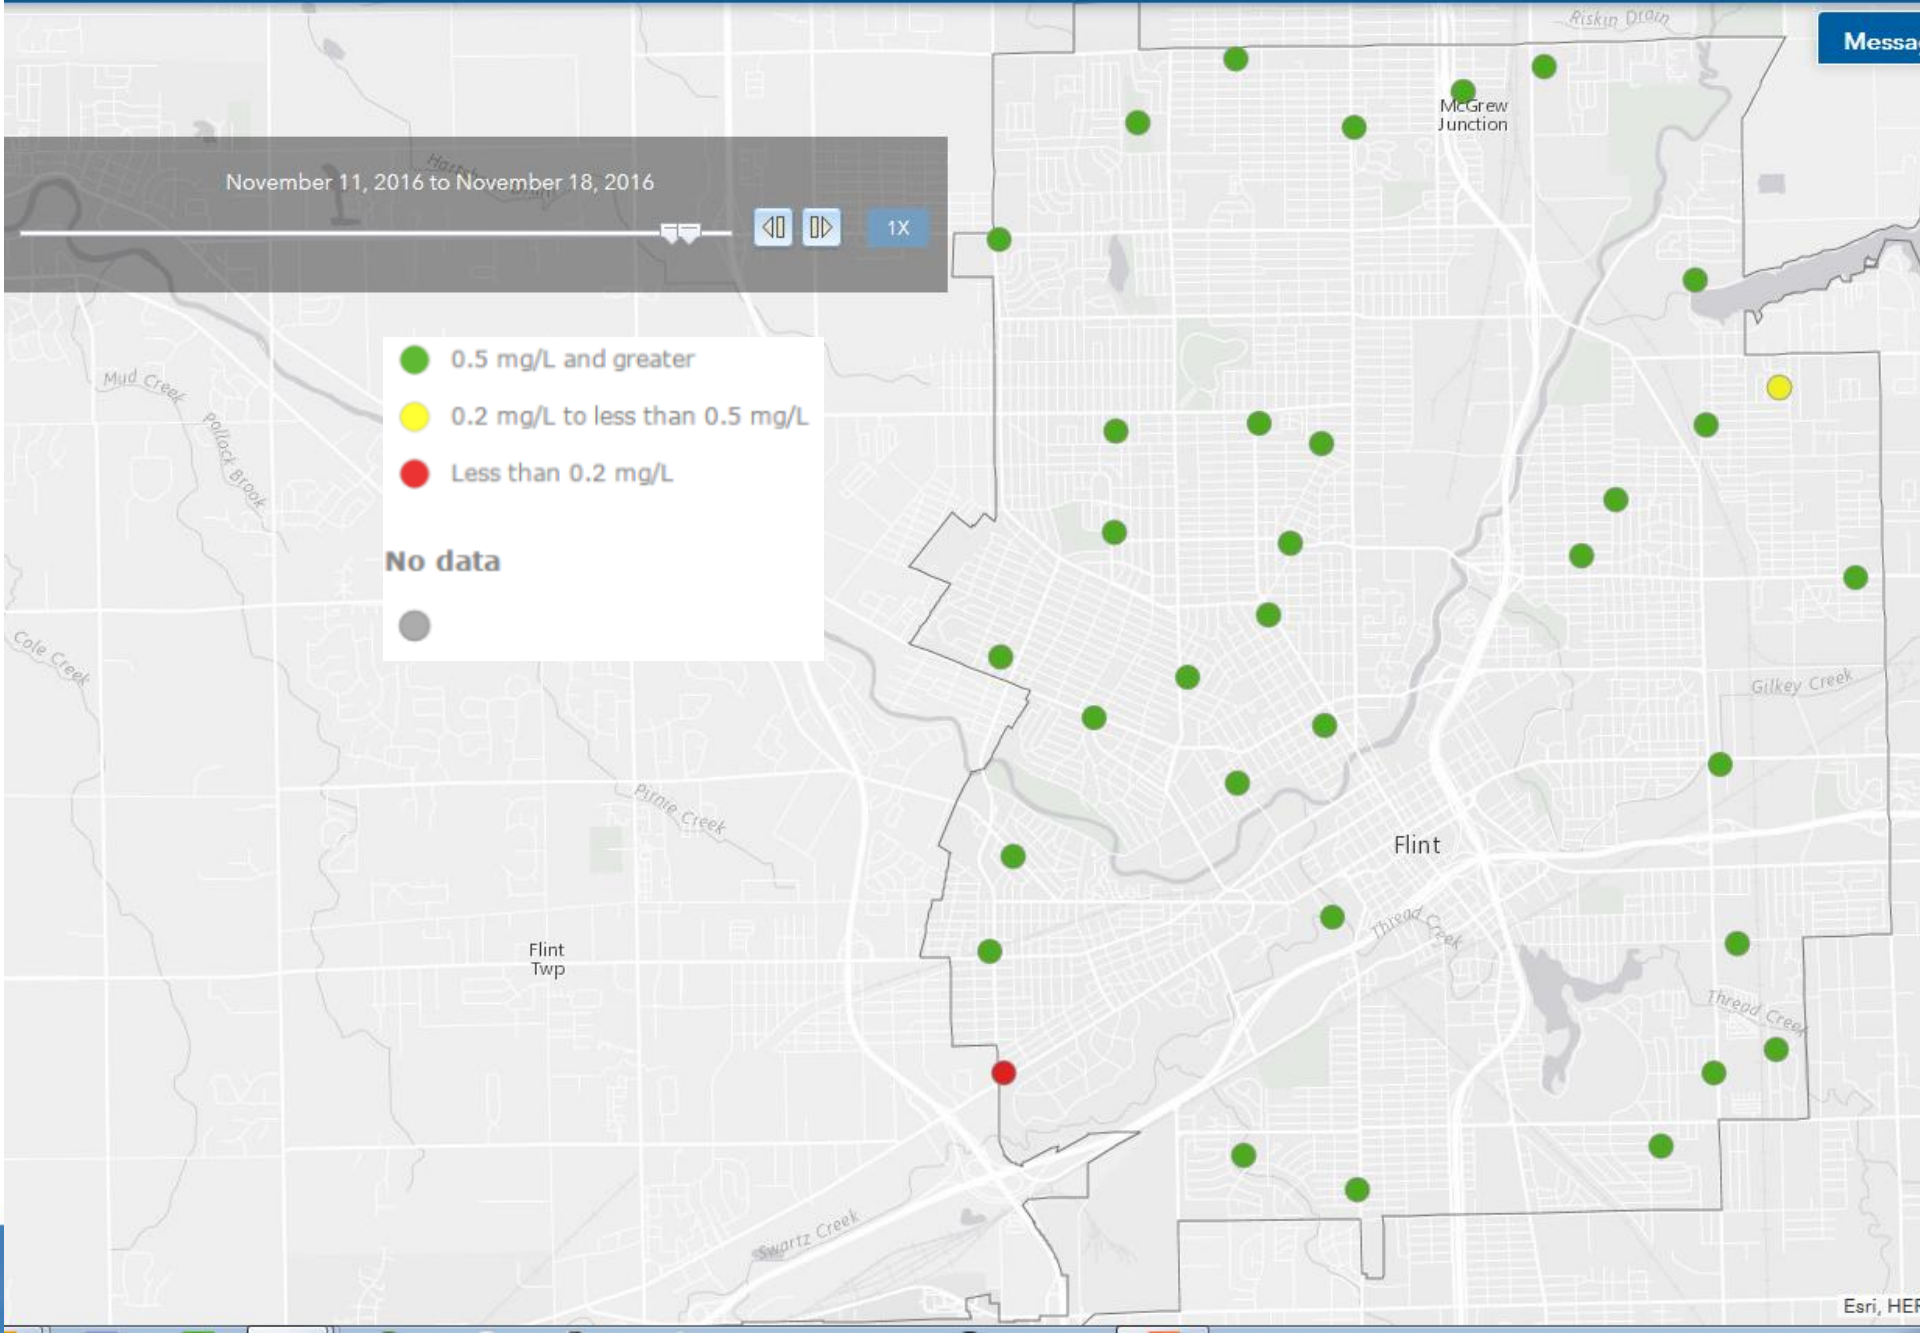 Riskin Drain
Messa
McGrew
Junction
November 11, 2016 to November 18, 2016
1X
0.5 mg/L and greater
Mud Creek
0.2 mg/L to less than 0.5 mg/L
Pollack Brook
Less than 0.2 mg/L
No data
Cole Creek
Gilkey Creek
Pirnie Creek
Flint
Thread Creek
Flint
Twp
Thread Creek
Swartz Creek
Esri, HER